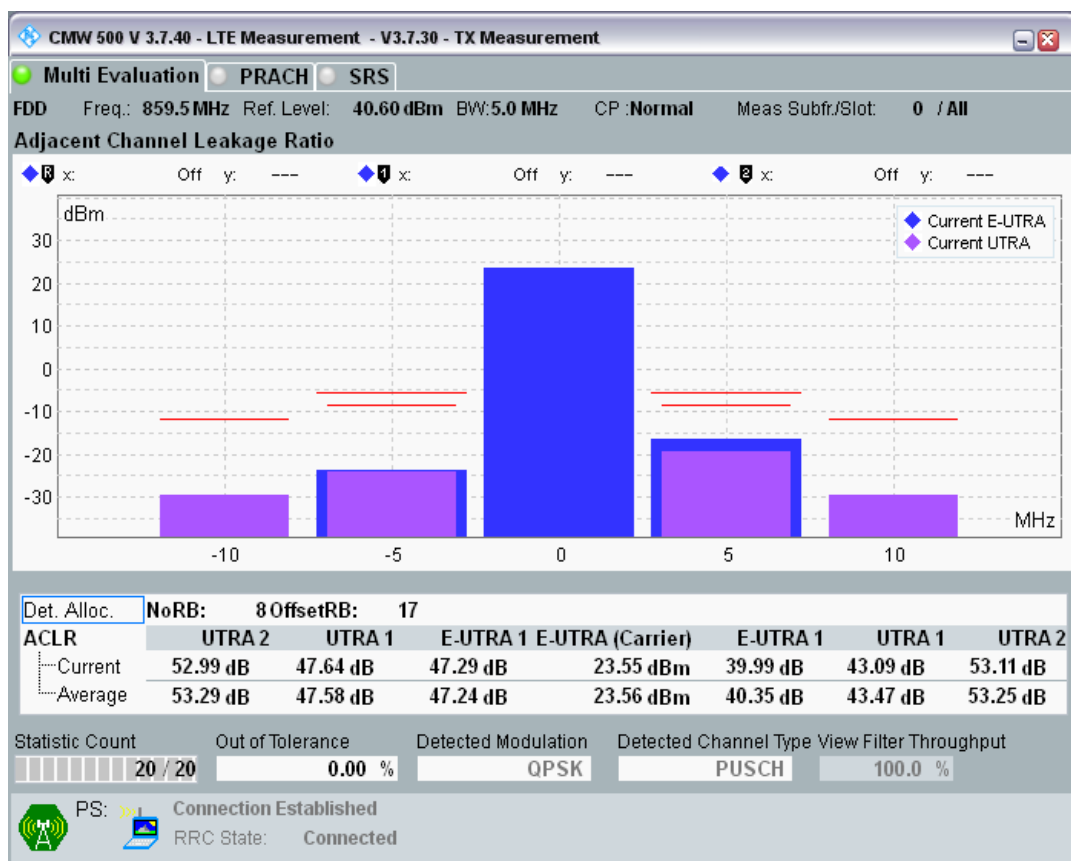 CMW 500 V 3.7.40 - LTE Measurement - V3.7.30 - TX Measurement
Multi Evaluation PRACH SRS
FDD Freq.: 859.5 MHz Ref. Level: 40.60 dBm BW:5.0 MHz CP :Normal Meas Subfr./Slot: 0 / All
Adjacent Channel Leakage Ratio
R x: Off y: --- 1 x: Off y: --- 2 x: Off y: ---
dBm
Current E-UTRA
Current UTRA
30
20
10
0
-10
-20
-30
MHz
-10 -5 0 5 10
Det. Alloc. NoRB: 8 OffsetRB: 17
ACLR UTRA 2 UTRA 1 E-UTRA 1 E-UTRA (Carrier) E-UTRA 1 UTRA 1 UTRA 2
Current 52.99 dB 47.64 dB 47.29 dB 23.55 dBm 39.99 dB 43.09 dB 53.11 dB
Average 53.29 dB 47.58 dB 47.24 dB 23.56 dBm 40.35 dB 43.47 dB 53.25 dB
Statistic Count Out of Tolerance Detected Modulation Detected Channel Type View Filter Throughput
20 / 20 0.00 % QPSK PUSCH 100.0 %
PS: Connection Established
RRC State: Connected